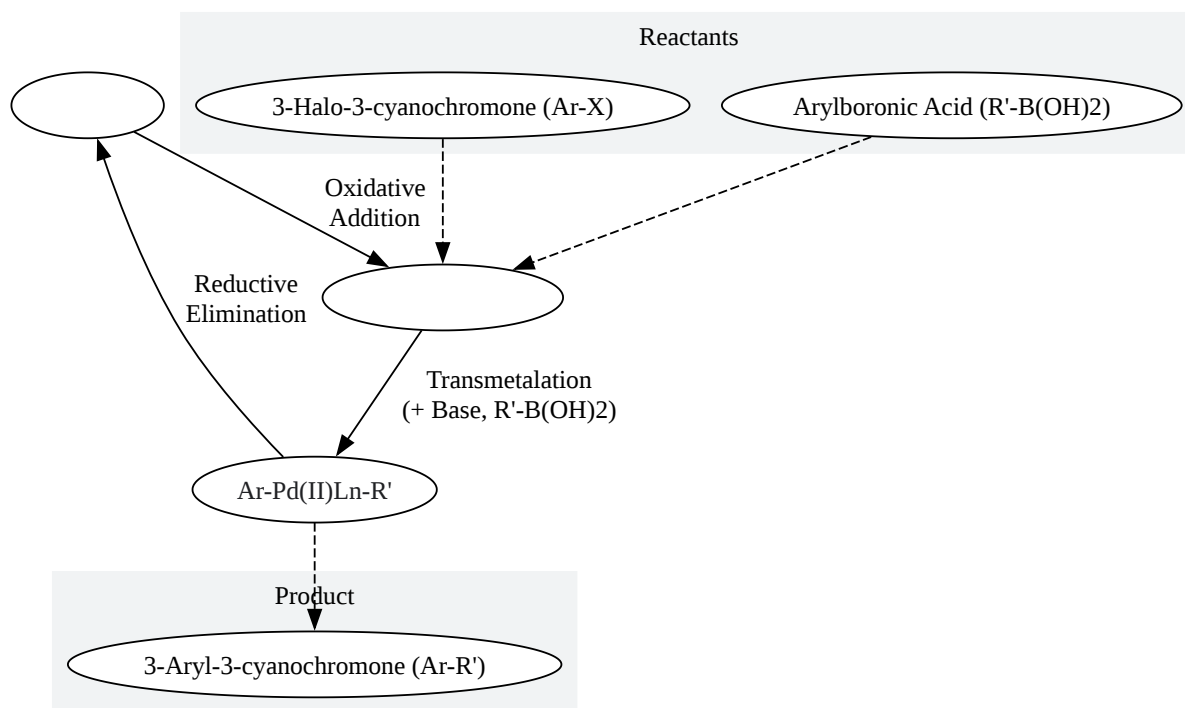 Reactants
3-Halo-3-cyanochromone (Ar-X)
Arylboronic Acid (R'-B(OH)2)
Oxidative
Addition
Reductive
Elimination
Transmetalation
(+ Base, R'-B(OH)2)
Ar-Pd(II)Ln-R'
Product
3-Aryl-3-cyanochromone (Ar-R')